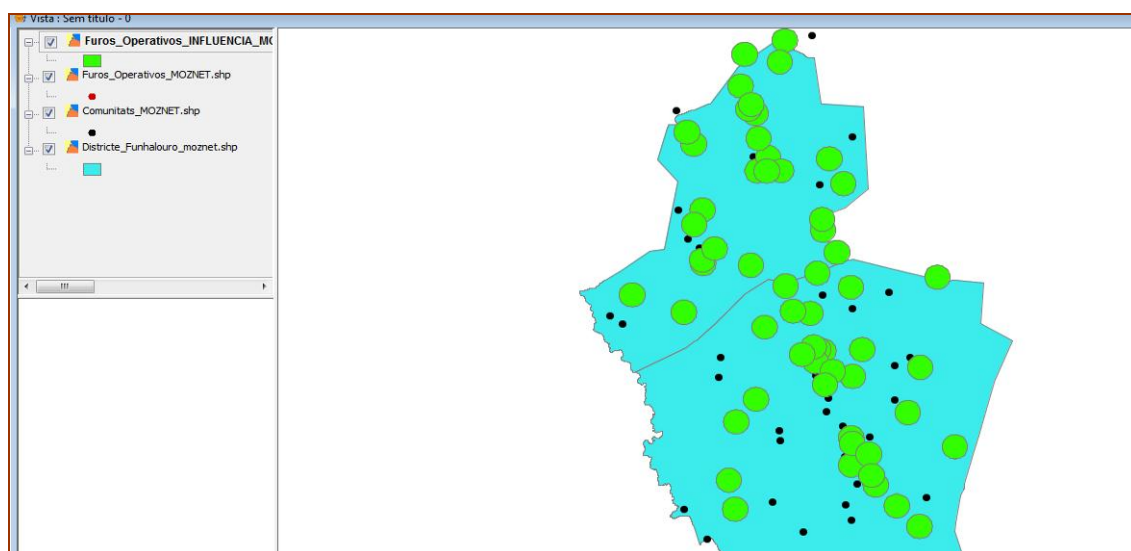 Vista : Sem título - 0
Furos_Operativos_INFLUENCIA_MO
Furos_Operativos_MOZNET.shp
Comunitats_MOZNET.shp
Districte_Funhalouro_moznet.shp